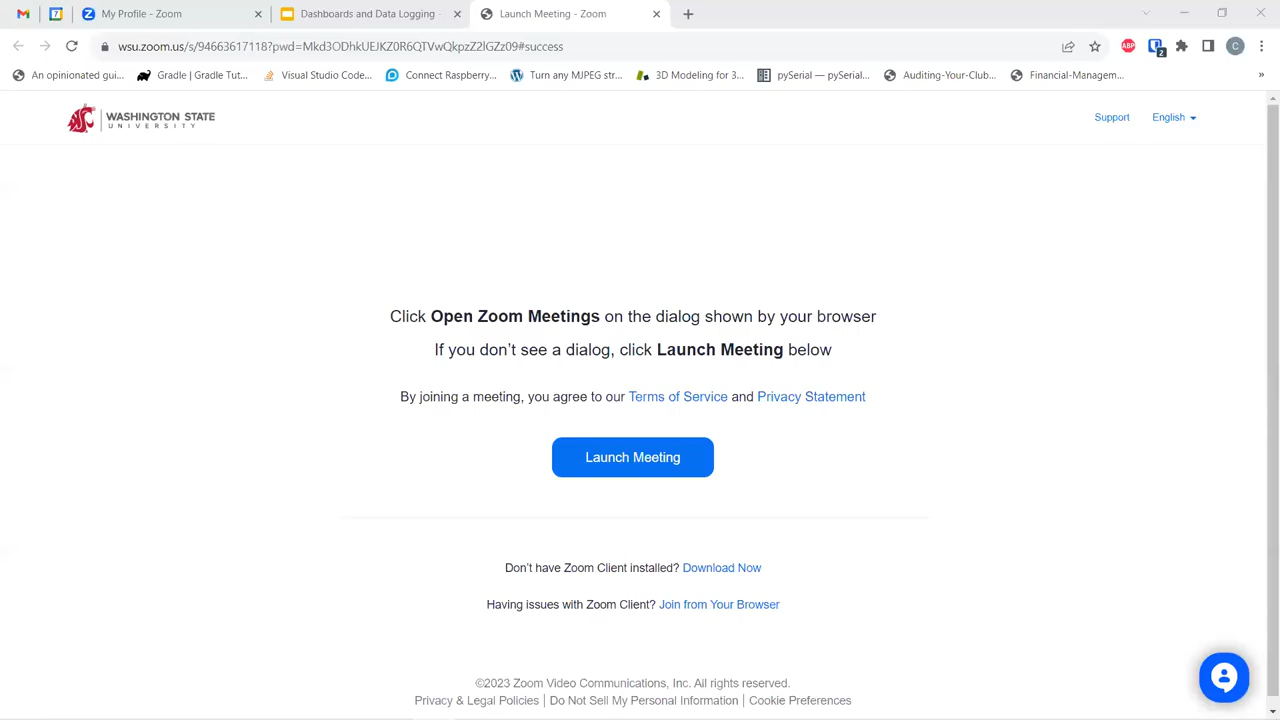 My Profile - Zoom
Dashboards and Data Logging -
Launch Meeting - Zoom
wsu.zoom.us/s/94663617118?pwd=Mkd3ODhkUEJKZ0R6QTVwQkpzZ2lGZz09#success
ABP
2
C
An opinionated gui...
Gradle | Gradle Tut...
Visual Studio Code...
Connect Raspberry...
Turn any MJPEG str...
3D Modeling for 3...
pySerial — pySerial...
Auditing-Your-Club...
Financial-Managem...
»
WASHINGTON STATE
UNIVERSITY
Support
English
Click Open Zoom Meetings on the dialog shown by your browser
If you don’t see a dialog, click Launch Meeting below
By joining a meeting, you agree to our Terms of Service and Privacy Statement
Launch Meeting
Don’t have Zoom Client installed? Download Now
Having issues with Zoom Client? Join from Your Browser
©2023 Zoom Video Communications, Inc. All rights reserved.
Privacy & Legal Policies | Do Not Sell My Personal Information | Cookie Preferences